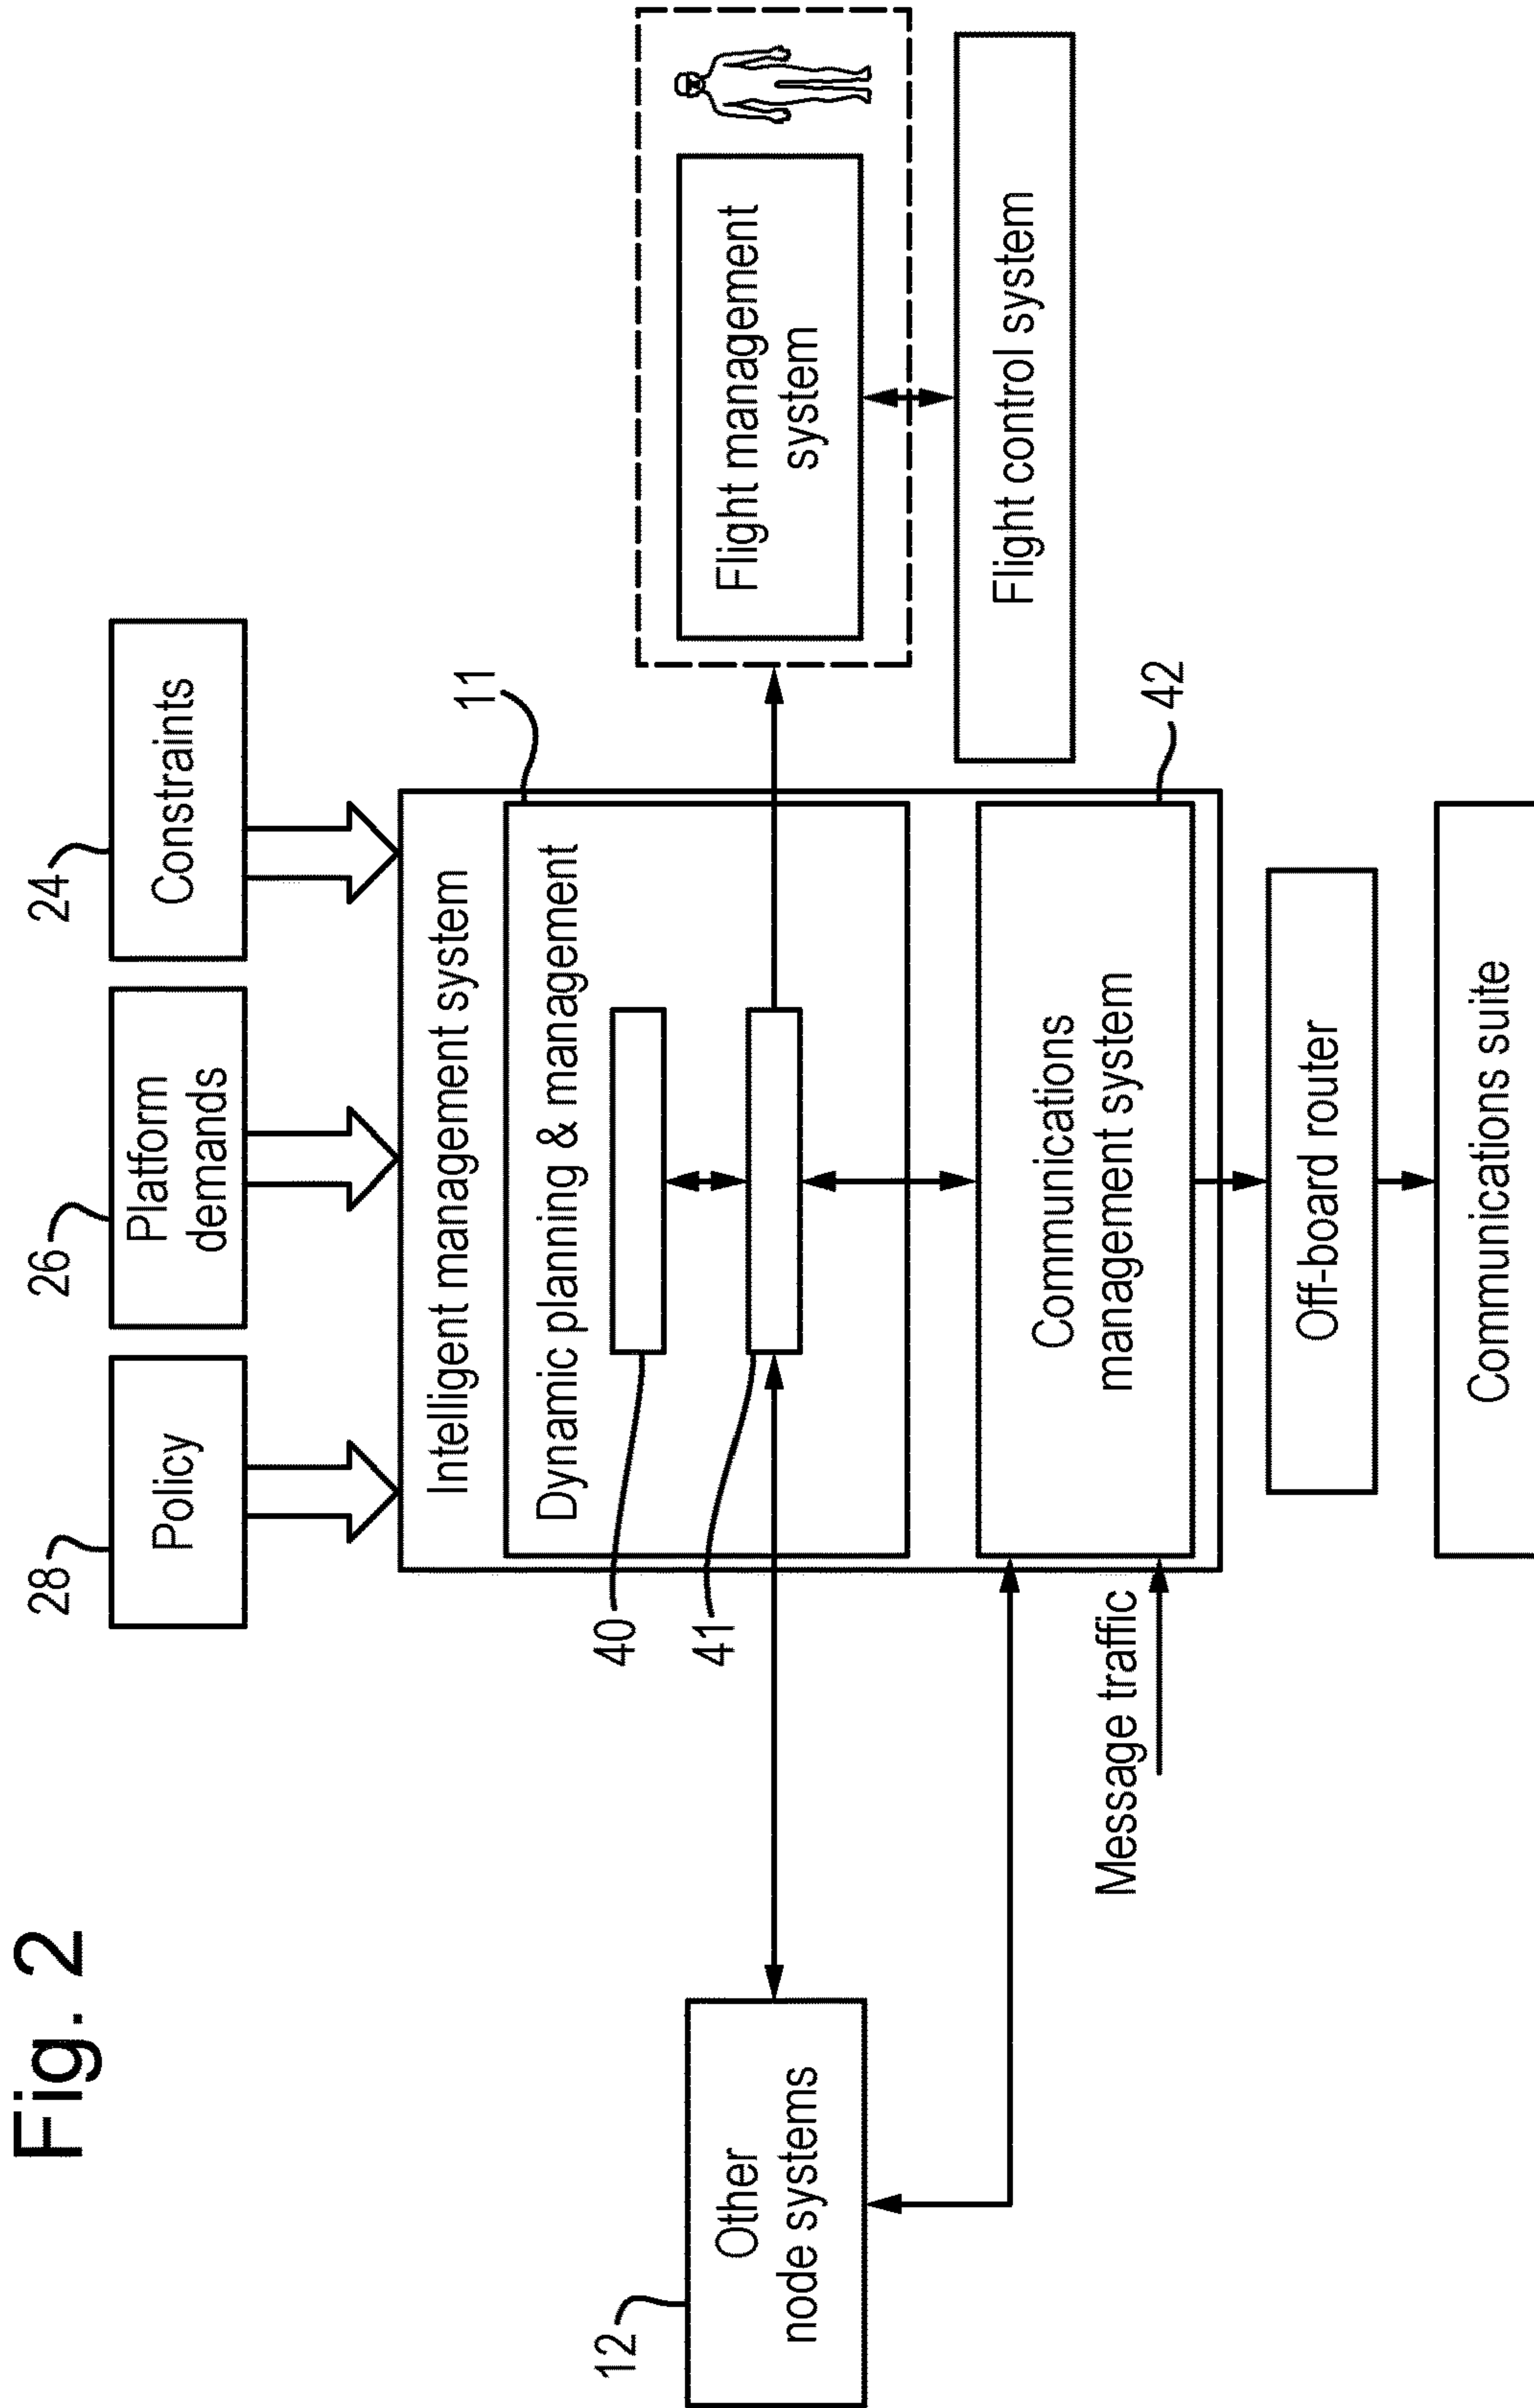 Fig. 2
28
26
24
Policy
Platform
demands
Constraints
Intelligent management system
11
Dynamic planning & management
40
41
12
Other
node systems
Flight management
system
Flight control system
Message traffic
Communications
management system
42
Off-board router
Communications suite